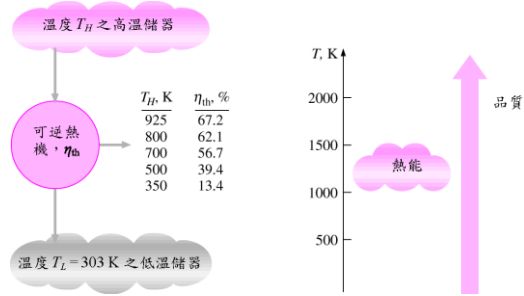 溫度 T_H 之高溫儲器
可逆熱
機，η_th
T_H, K η_th, %
925 67.2
800 62.1
700 56.7
500 39.4
350 13.4
溫度 T_L = 303 K 之低溫儲器
T, K
2000
1500
1000
500
熱能
品質